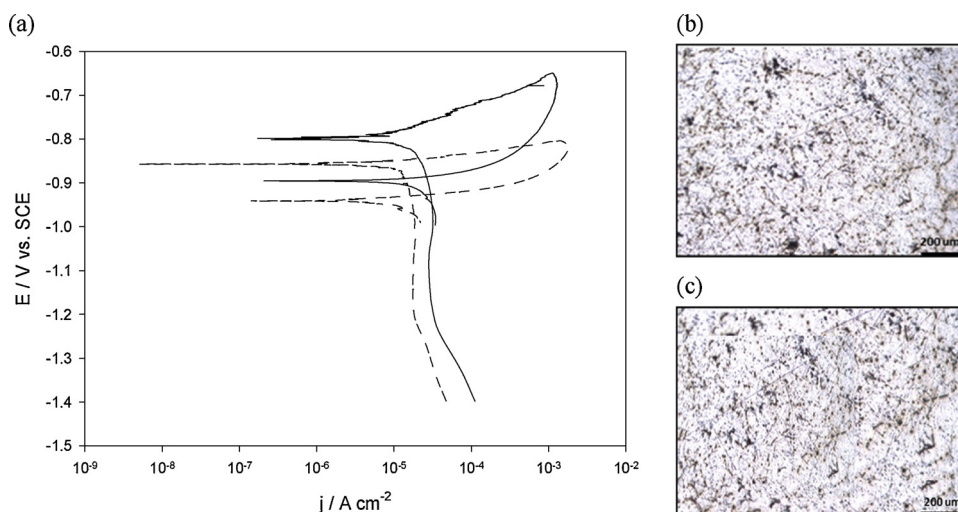 (a)
-0.6
-0.7
-0.8
-0.9
-1.0
-1.1
-1.2
-1.3
-1.4
-1.5
E / V vs. SCE
10⁻⁹ 10⁻⁸ 10⁻⁷ 10⁻⁶ 10⁻⁵ 10⁻⁴ 10⁻³ 10⁻²
j / A cm⁻²
(b)
200 um
(c)
200 um